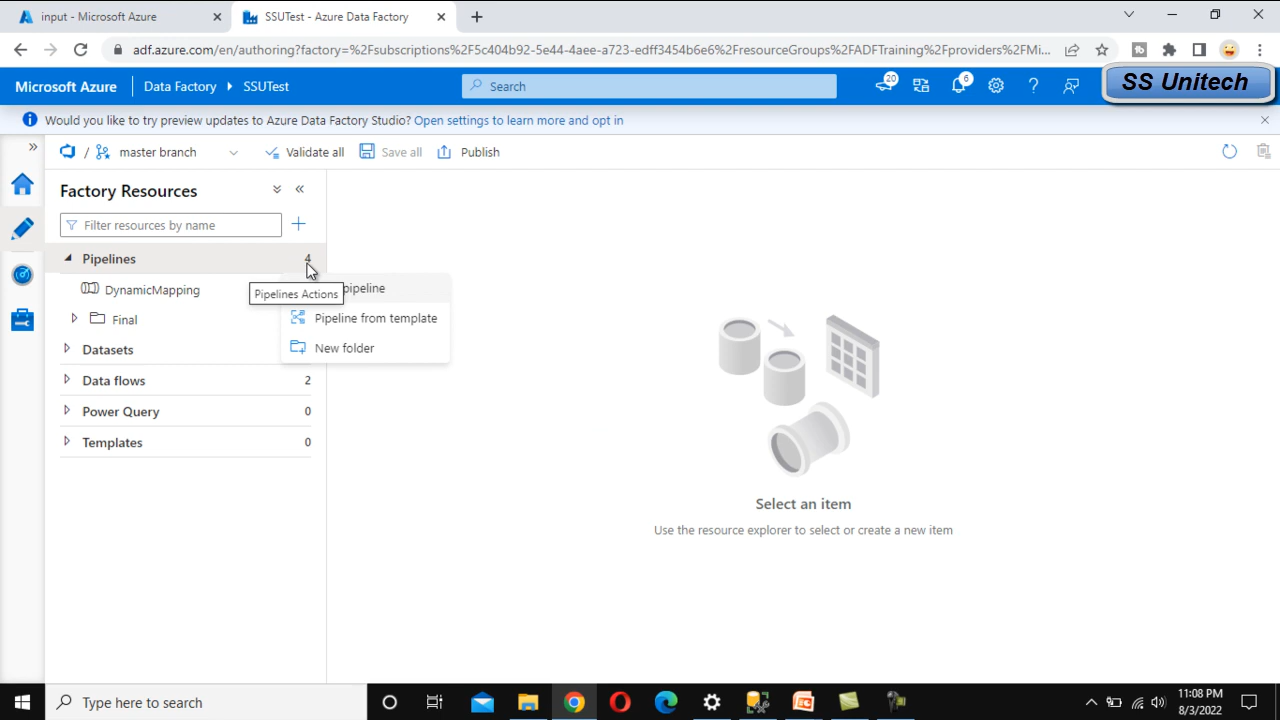 input - Microsoft Azure
SSUTest - Azure Data Factory
adf.azure.com/en/authoring?factory=%2Fsubscriptions%2F5c404b92-5e44-4aee-a723-edff3454b6e6%2FresourceGroups%2FADFTraining%2Fproviders%2FMi...
Microsoft Azure
Data Factory
SSUTest
Search
20
6
SS Unitech
Would you like to try preview updates to Azure Data Factory Studio? Open settings to learn more and opt in
/ master branch
Validate all
Save all
Publish
Factory Resources
Filter resources by name
Pipelines 4
DynamicMapping
Pipelines Actions
pipeline
Final
Pipeline from template
New folder
Datasets
Data flows 2
Power Query 0
Templates 0
Select an item
Use the resource explorer to select or create a new item
Type here to search
11:08 PM
8/3/2022